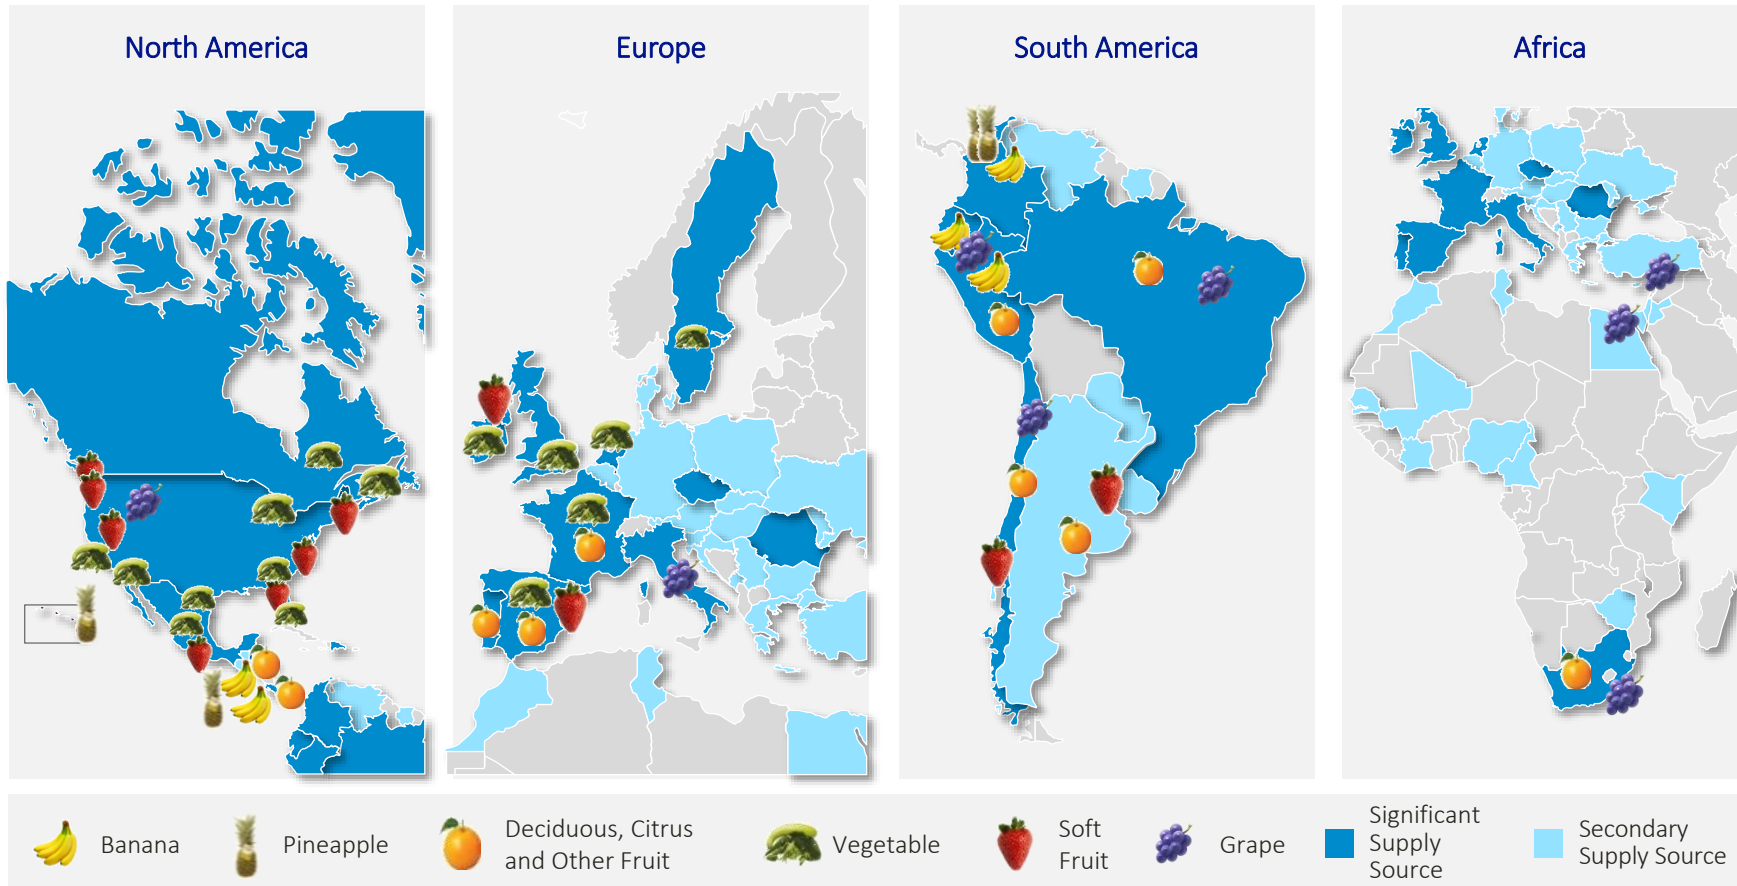 North America
Europe
South America
Africa
Banana
Pineapple
Deciduous, Citrus
and Other Fruit
Vegetable
Soft
Fruit
Grape
Significant
Supply
Source
Secondary
Supply Source